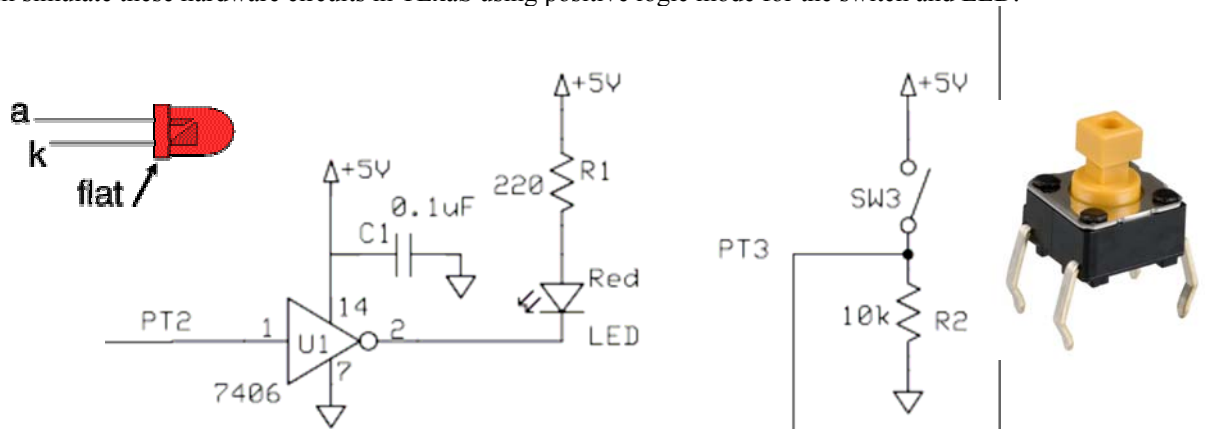 n simulate these hardware circuits in TExaS using positive logic mode for the switch and LED.
a
k
flat
+5V
0.1uF
C1
PT2
1
U1
14
7
2
7406
+5V
220
R1
Red
LED
+5V
SW3
PT3
10k
R2